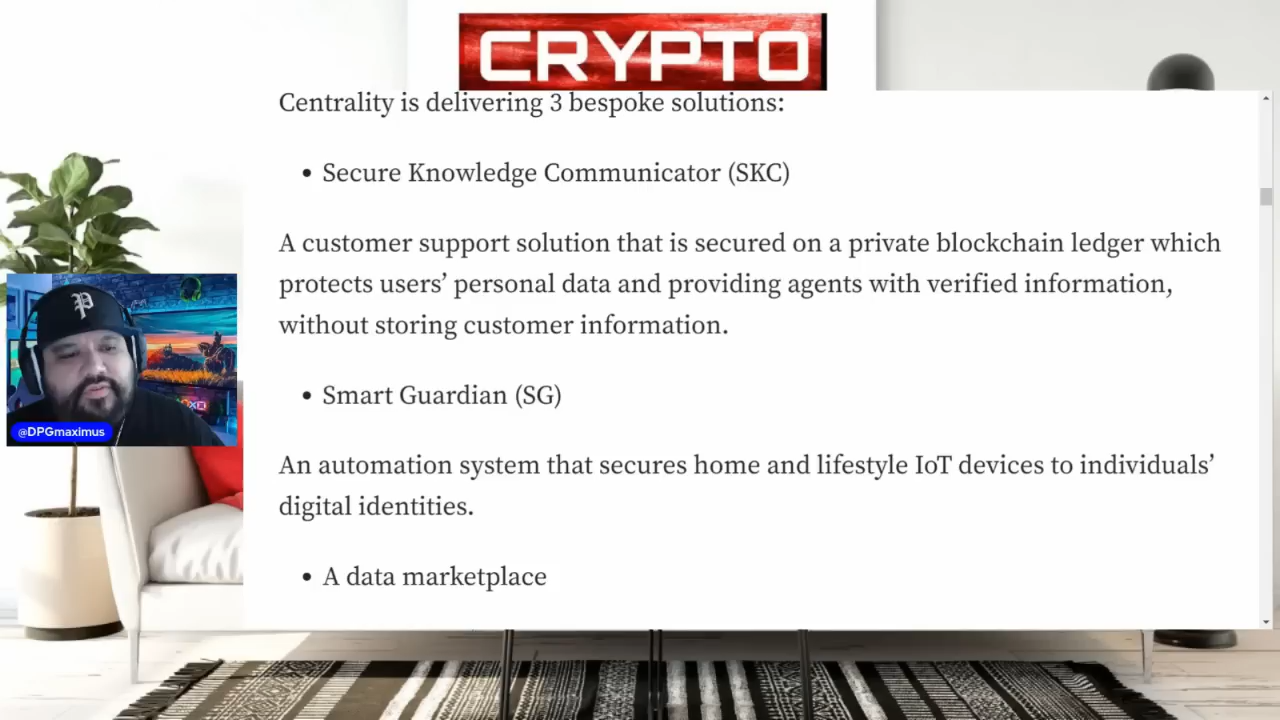 CRYPTO
Centrality is delivering 3 bespoke solutions:
• Secure Knowledge Communicator (SKC)
A customer support solution that is secured on a private blockchain ledger which
protects users’ personal data and providing agents with verified information,
without storing customer information.
• Smart Guardian (SG)
An automation system that secures home and lifestyle IoT devices to individuals’
digital identities.
• A data marketplace
P
@DPGmaximus